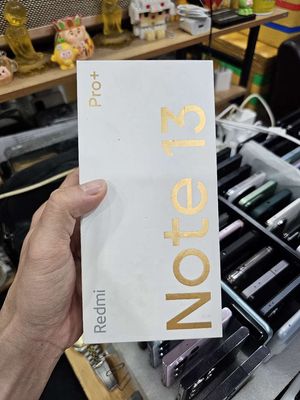 Redmi
Note 13
Pro+